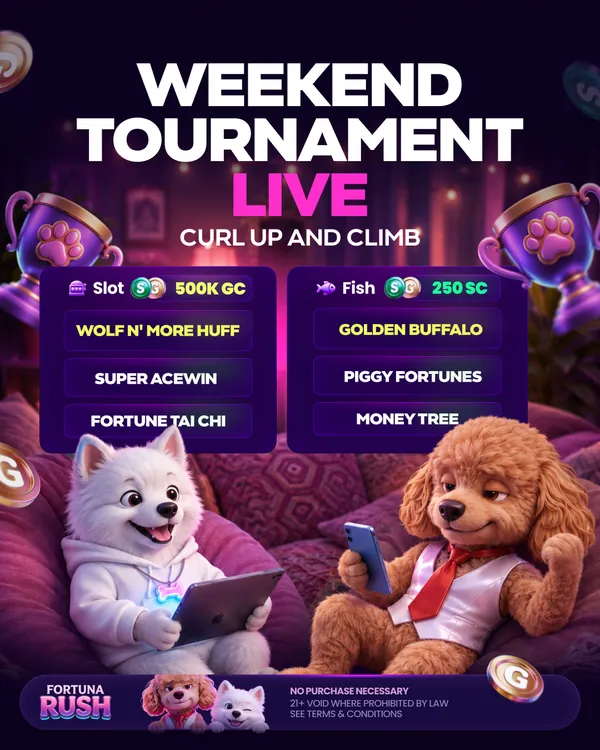 WEEKEND
TOURNAMENT
LIVE
CURL UP AND CLIMB
Slot S G 500K GC
WOLF N' MORE HUFF
SUPER ACEWIN
FORTUNE TAI CHI
Fish S G 250 SC
GOLDEN BUFFALO
PIGGY FORTUNES
MONEY TREE
G
G
FORTUNA
RUSH
NO PURCHASE NECESSARY
21+ VOID WHERE PROHIBITED BY LAW
SEE TERMS & CONDITIONS